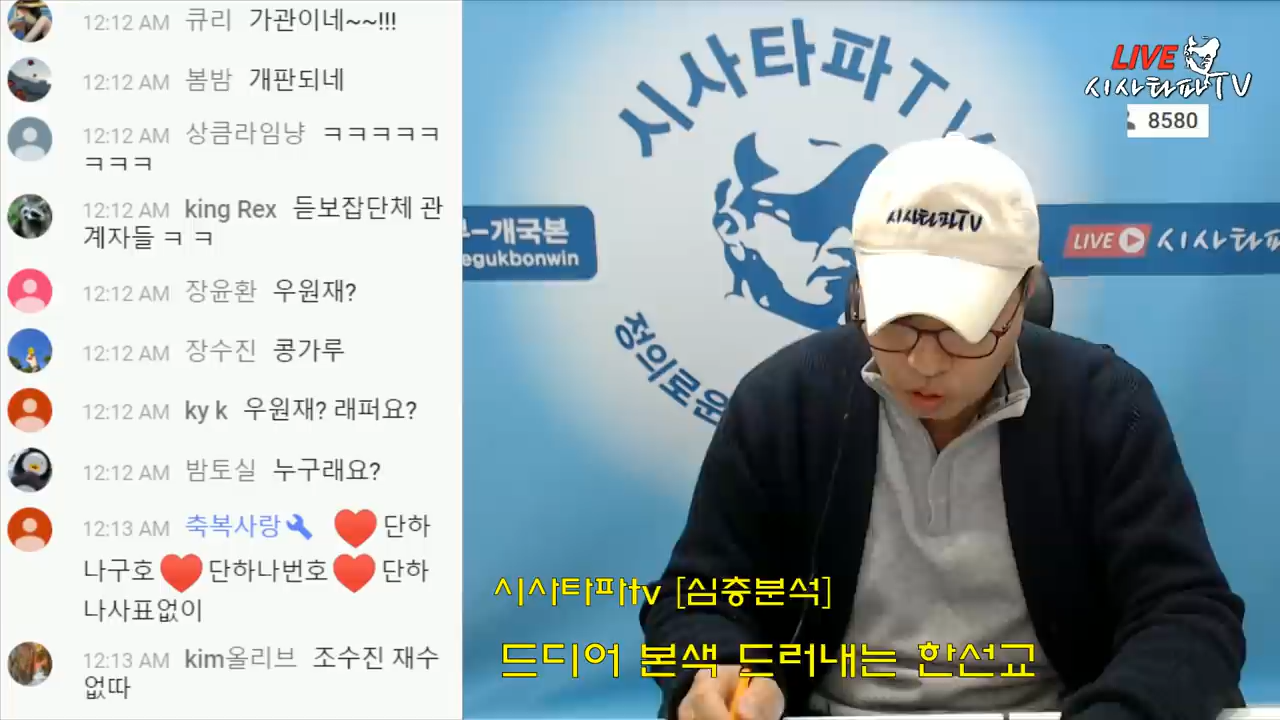 12:12 AM 큐리 가관이네~~!!!
12:12 AM 봄밤 개판되네
12:12 AM 상큼라임냥 ㅋㅋㅋㅋㅋ
ㅋㅋㅋ
12:12 AM king Rex 듣보잡단체 관
계자들 ㅋ ㅋ
12:12 AM 장윤환 우원재?
12:12 AM 장수진 콩가루
12:12 AM ky k 우원재? 래퍼요?
12:12 AM 밤토실 누구래요?
12:13 AM 축복사랑 ♥단하
나구호♥단하나번호♥단하
나사표없이
12:13 AM kim올리브 조수진 재수
없따
시사타파TV
LIVE
시사타파TV
8580
시사타파TV
-개국본
egukbonwin
LIVE 시사타파
정의로운
시사타파tv [심층분석]
드디어 본색 드러내는 한선교